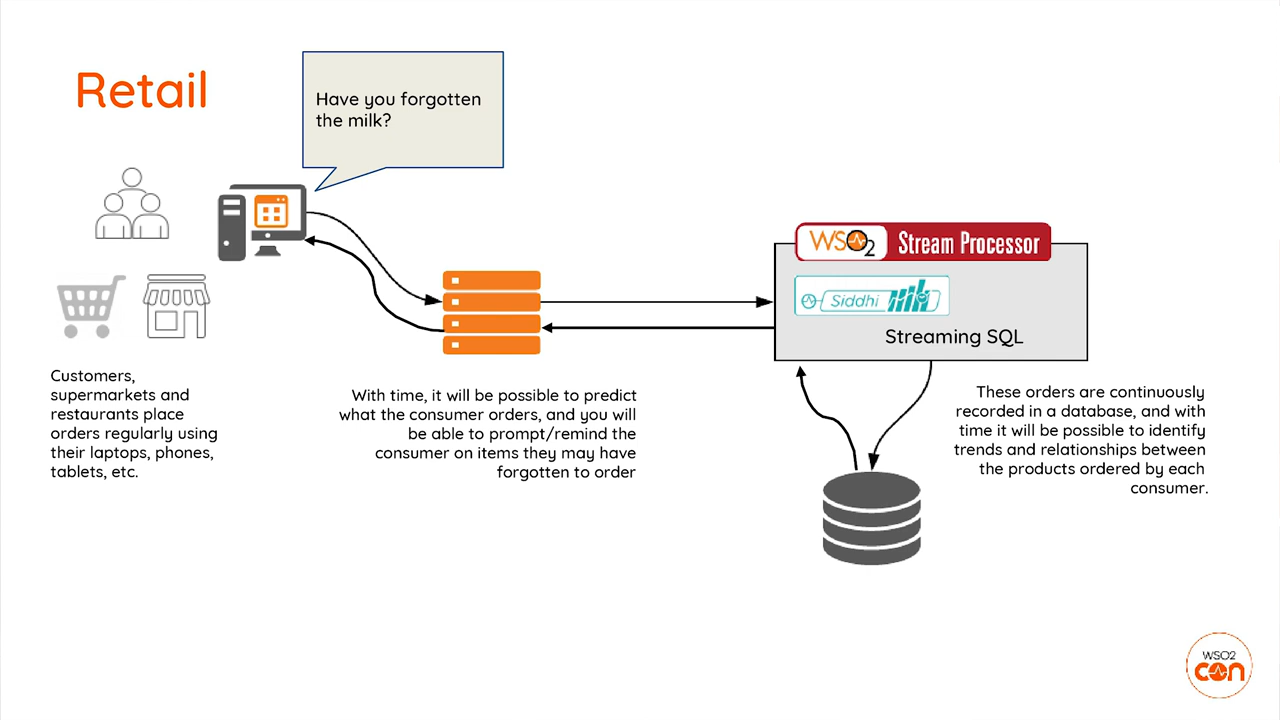 Retail
Have you forgotten
the milk?
WSO2 Stream Processor
Siddhi
Streaming SQL
Customers,
supermarkets and
restaurants place
orders regularly using
their laptops, phones,
tablets, etc.
With time, it will be possible to predict
what the consumer orders, and you will
be able to prompt/remind the
consumer on items they may have
forgotten to order
These orders are continuously
recorded in a database, and with
time it will be possible to identify
trends and relationships between
the products ordered by each
consumer.
WSO2
con